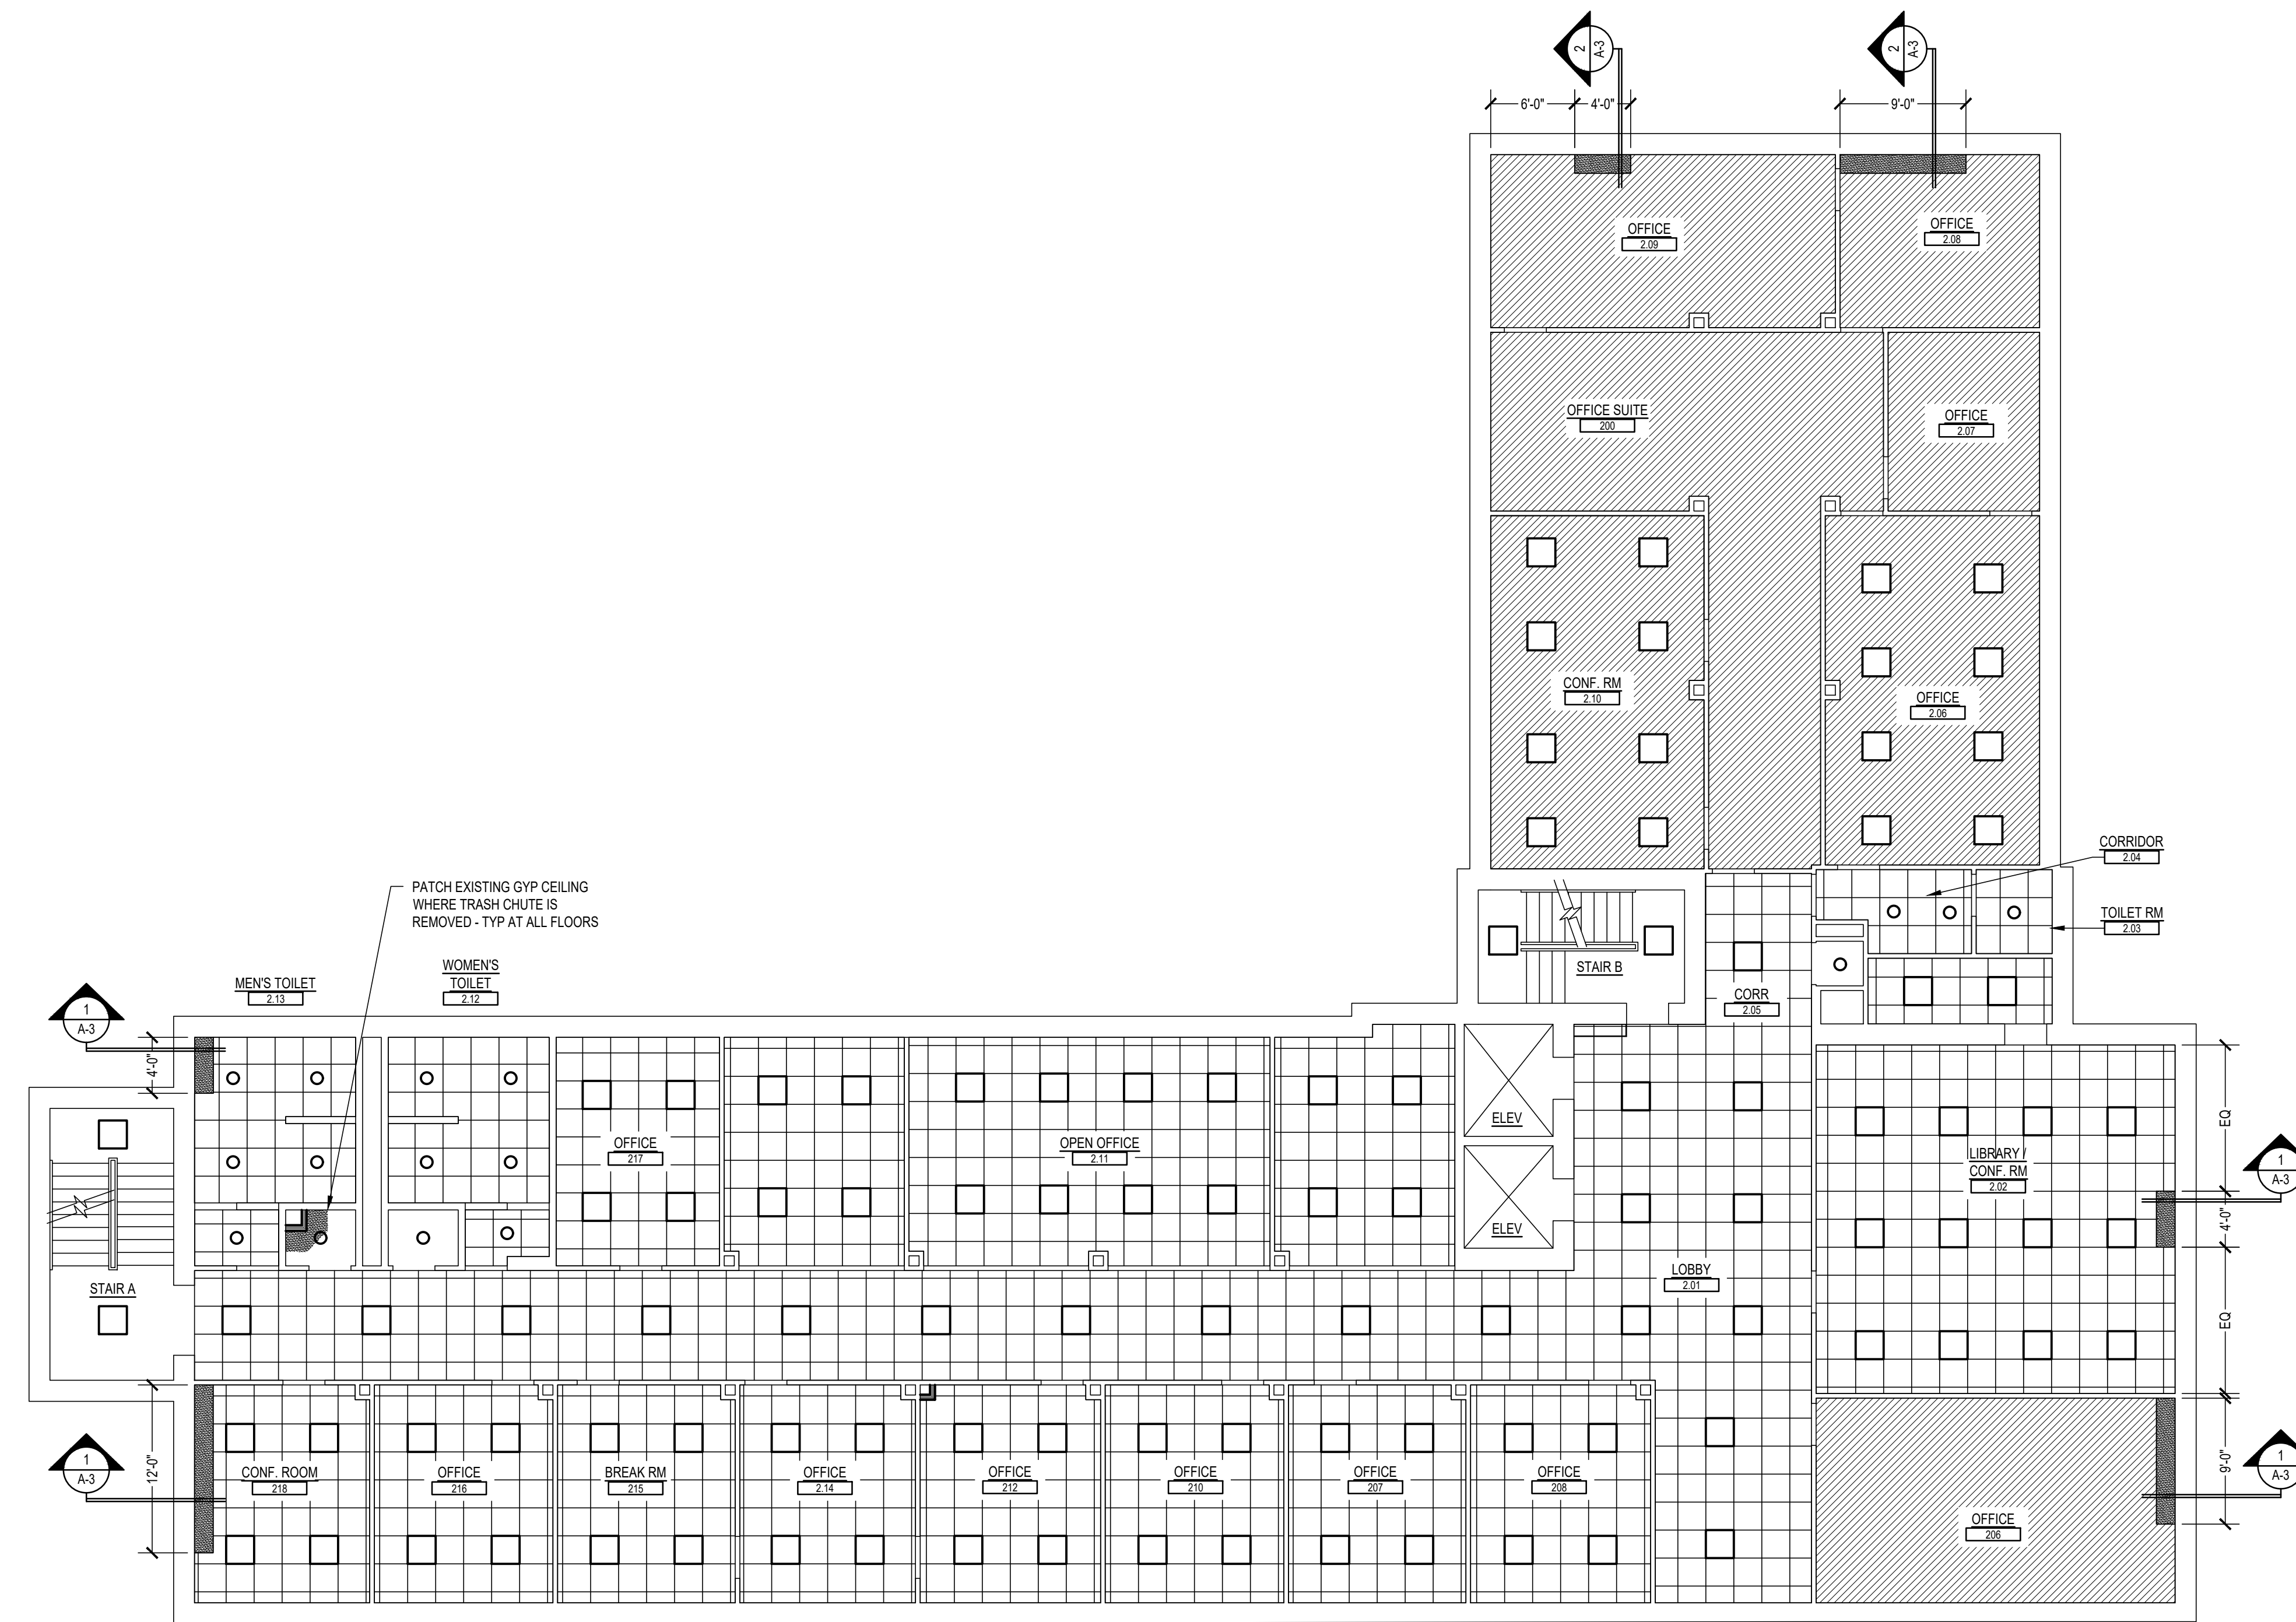 2
A-3
2
A-3
6'-0"
4'-0"
9'-0"
OFFICE
2.09
OFFICE
2.08
OFFICE SUITE
200
OFFICE
2.07
CONF. RM
2.10
OFFICE
2.06
CORRIDOR
2.04
TOILET RM
2.03
PATCH EXISTING GYP CEILING
WHERE TRASH CHUTE IS
REMOVED - TYP AT ALL FLOORS
STAIR B
CORR
2.05
MEN'S TOILET
2.13
WOMEN'S
TOILET
2.12
1
A-3
4'-0"
OFFICE
217
OPEN OFFICE
2.11
ELEV
ELEV
LIBRARY /
CONF. RM
2.02
EQ
4'-0"
EQ
1
A-3
LOBBY
2.01
STAIR A
12'-0"
1
A-3
CONF. ROOM
218
OFFICE
216
BREAK RM
215
OFFICE
2.14
OFFICE
212
OFFICE
210
OFFICE
207
OFFICE
208
OFFICE
206
9'-0"
1
A-3